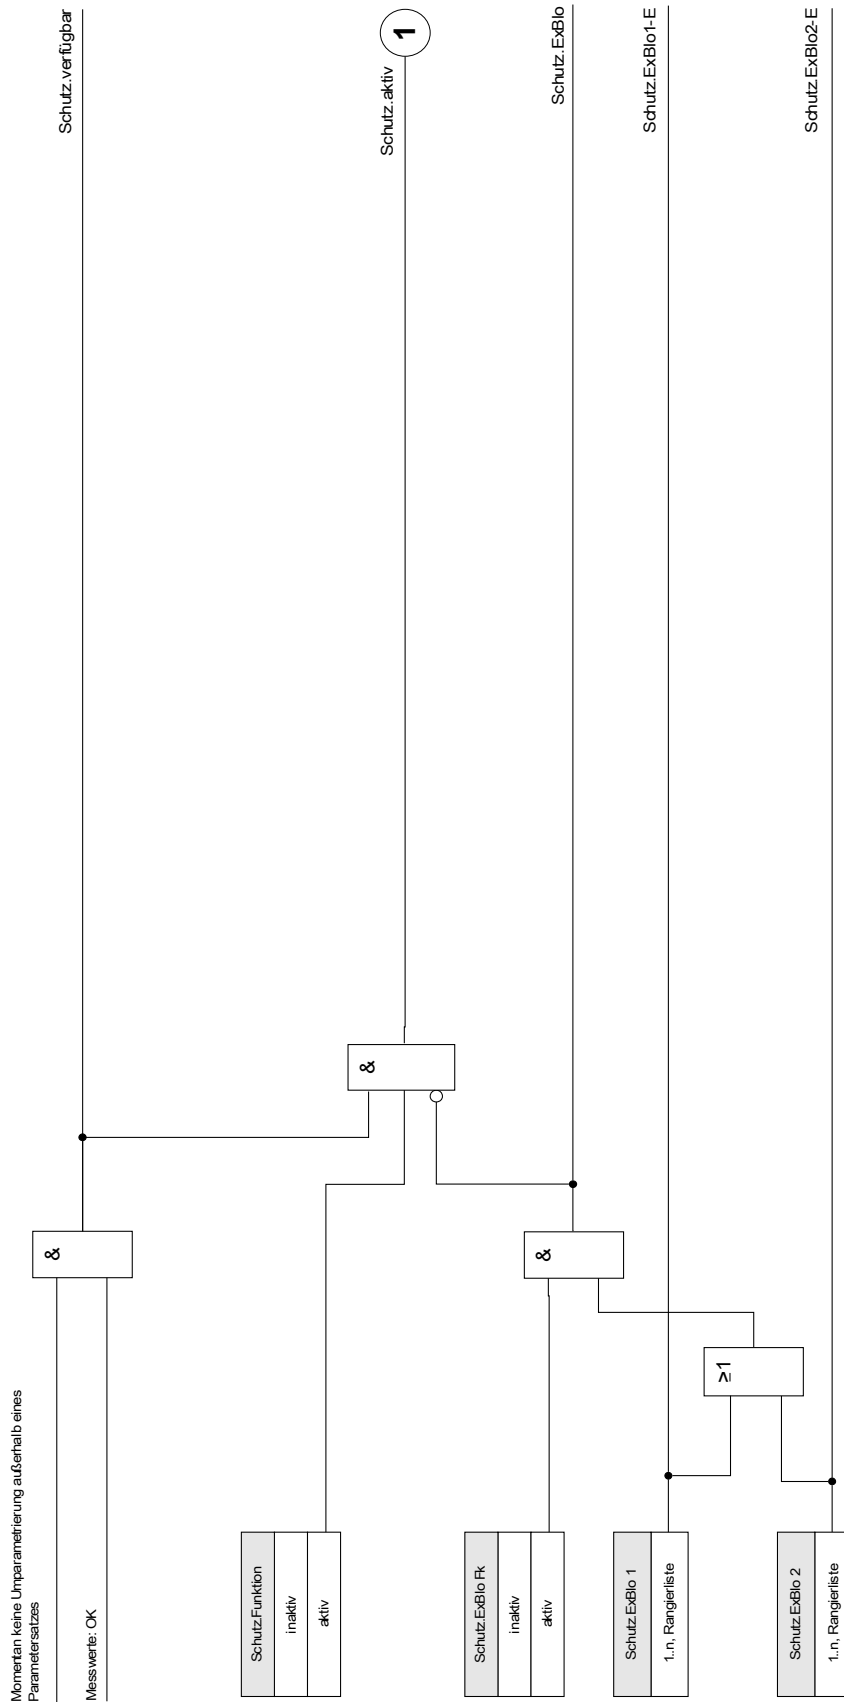 Momentan keine Umparametrierung außerhalb eines
Parametersatzes
Messwerte: OK
&
Schutz.verfügbar
Schutz.Funktion
inaktiv
aktiv
&
Schutz.aktiv
1
Schutz.ExBlo Fk
inaktiv
aktiv
&
Schutz.ExBlo
Schutz.ExBlo 1
1..n, Rangierliste
Schutz.ExBlo1-E
≥1
Schutz.ExBlo 2
1..n, Rangierliste
Schutz.ExBlo2-E